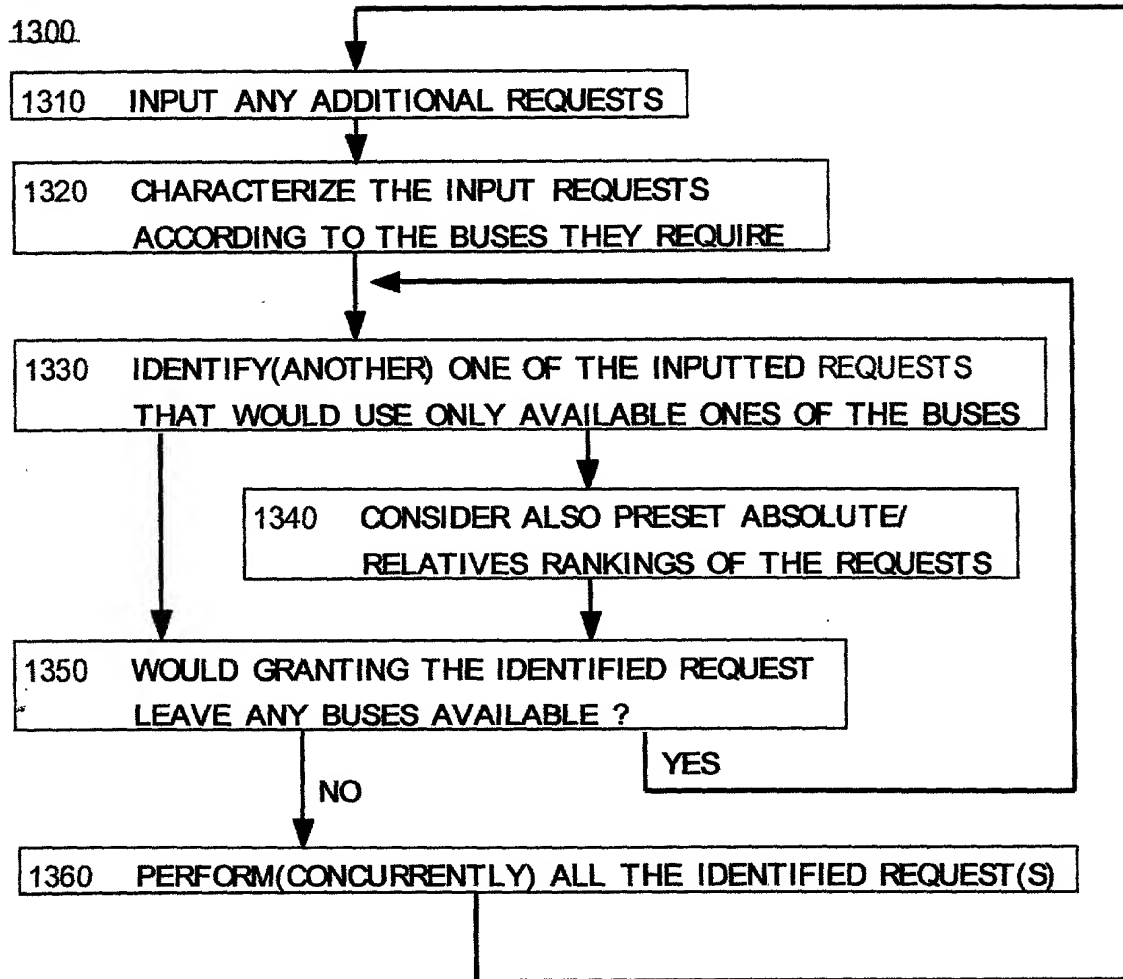 1300
1310 INPUT ANY ADDITIONAL REQUESTS
1320 CHARACTERIZE THE INPUT REQUESTS
ACCORDING TO THE BUSES THEY REQUIRE
1330 IDENTIFY(ANOTHER) ONE OF THE INPUTTED REQUESTS
THAT WOULD USE ONLY AVAILABLE ONES OF THE BUSES
1340 CONSIDER ALSO PRESET ABSOLUTE/
RELATIVES RANKINGS OF THE REQUESTS
1350 WOULD GRANTING THE IDENTIFIED REQUEST
LEAVE ANY BUSES AVAILABLE ?
YES
NO
1360 PERFORM(CONCURRENTLY) ALL THE IDENTIFIED REQUEST(S)